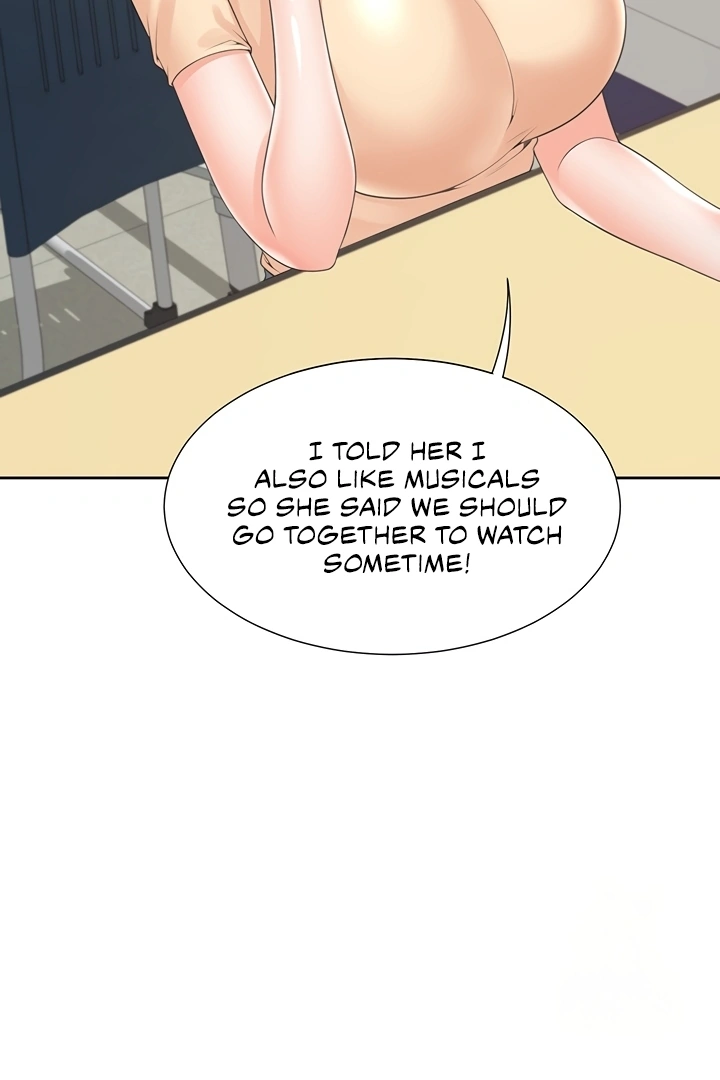 I TOLD HER I
ALSO LIKE MUSICALS
SO SHE SAID WE SHOULD
GO TOGETHER TO WATCH
SOMETIME!